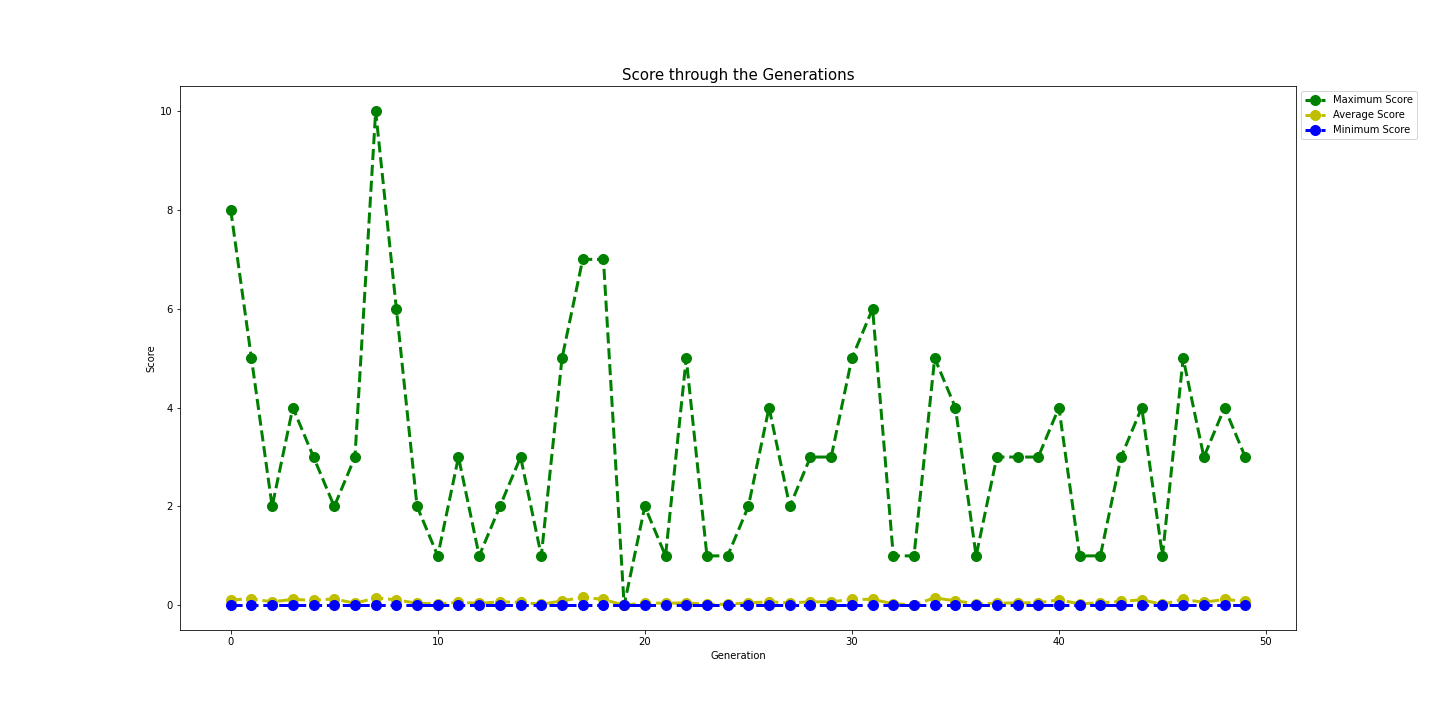 Score through the Generations
Maximum Score
Average Score
Minimum Score
10
8
6
4
2
0
Score
0 10 20 30 40 50
Generation